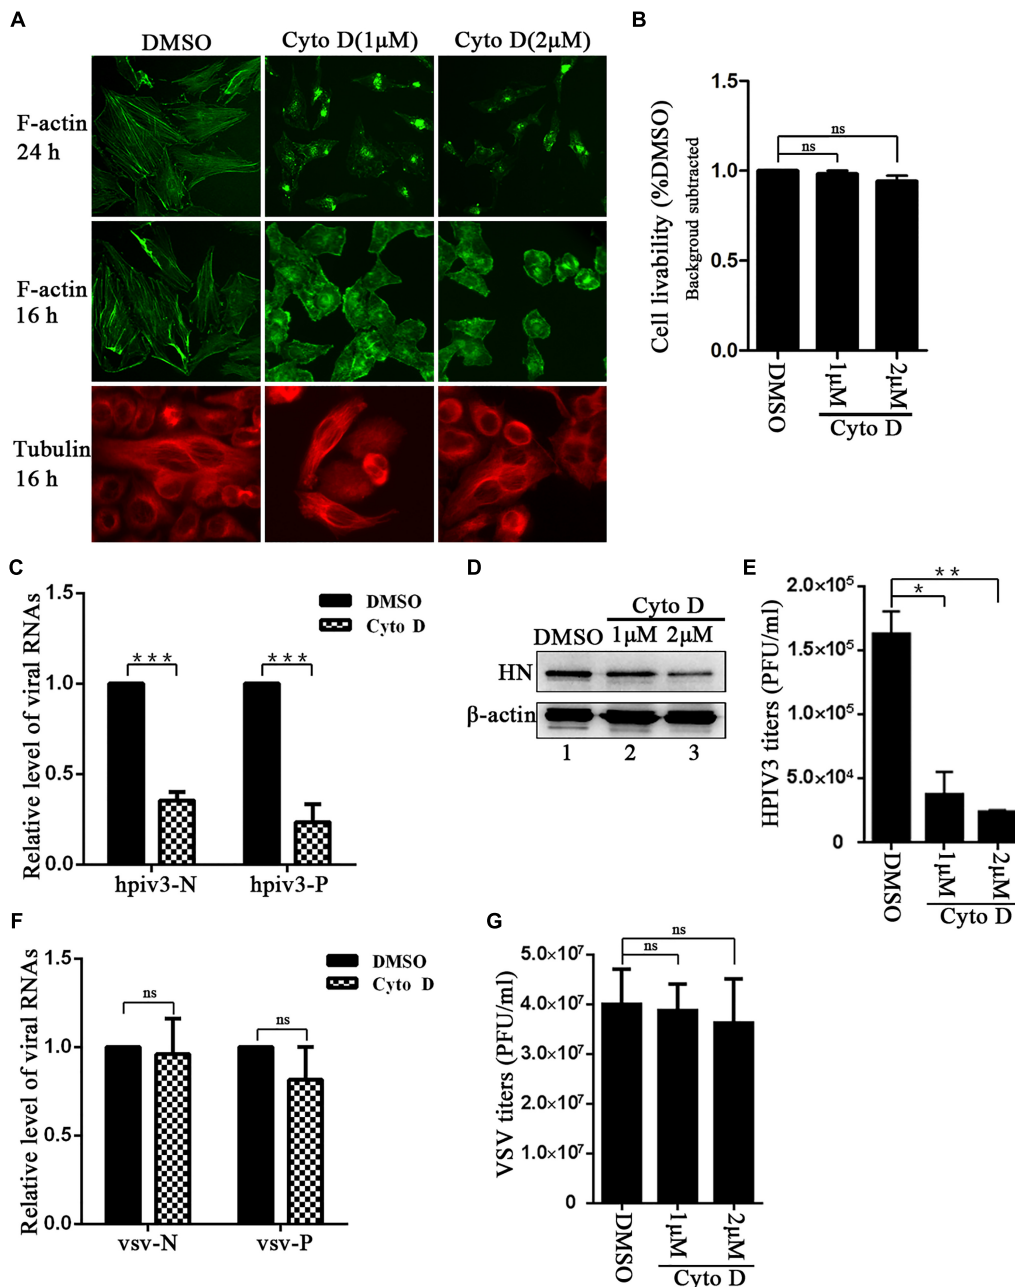 A
DMSO
Cyto D(1μM)
Cyto D(2μM)
F-actin
24 h
F-actin
16 h
Tubulin
16 h
B
Cell livability (%DMSO)
Backgroud subtracted
1.5
1.0
0.5
0.0
ns
ns
DMSO
1μM
2μM
Cyto D
C
Relative level of viral RNAs
1.5
1.0
0.5
0.0
DMSO
Cyto D
***
***
hpiv3-N
hpiv3-P
D
Cyto D
DMSO 1μM 2μM
HN
β-actin
1 2 3
E
HPIV3 titers (PFU/ml)
2.0×10⁵
1.5×10⁵
1.0×10⁵
5.0×10⁴
0
**
*
DMSO
1μM
2μM
Cyto D
F
Relative level of viral RNAs
1.5
1.0
0.5
0.0
DMSO
Cyto D
ns
ns
vsv-N
vsv-P
G
VSV titers (PFU/ml)
5.0×10⁷
4.0×10⁷
3.0×10⁷
2.0×10⁷
1.0×10⁷
0
ns
ns
DMSO
1μM
2μM
Cyto D